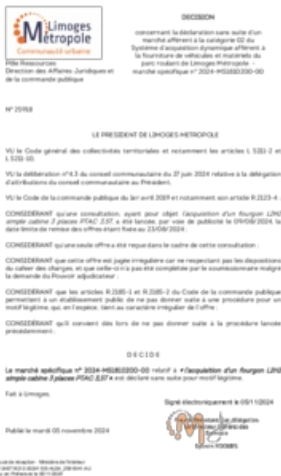 Limoges
Métropole
Communauté urbaine
Pôle Ressources
Direction des Affaires Juridiques et
de la commande publique
DECISION
concernant la déclaration sans suite d'un
marché afférent à la catégorie 02 du
Système d'acquisition dynamique afférent à
la fourniture de véhicules et matériels du
parc roulant de Limoges Métropole -
marché spécifique n° 2024-MS1B10200-00
N° 25918
LE PRESIDENT DE LIMOGES METROPOLE
VU le Code général des collectivités territoriales et notamment les articles L 5211-2 et
L 5211-10;
VU la délibération n°4.3 du conseil communautaire du 27 juin 2024 relative à la délégation
d'attributions du conseil communautaire au Président,
VU le Code de la commande publique du 1er avril 2019 et notamment son article R.2123-4 ;
CONSIDÉRANT qu'une consultation, ayant pour objet l'acquisition d'un fourgon L2H2
simple cabine 3 places PTAC 3,5T, a été lancée, par voie de publicité le 09/08/2024, la
date limite de remise des offres étant fixée au 23/08/2024 ;
CONSIDÉRANT qu'une seule offre a été reçue dans le cadre de cette consultation ;
CONSIDÉRANT que cette offre est jugée irrégulière car ne respectant pas les dispositions
du cahier des charges, et que celle-ci n'a pas été complétée par le soumissionnaire malgré
la demande du Pouvoir adjudicateur ;
CONSIDÉRANT que les articles R.2185-1 et R.2185-2 du Code de la commande publique
permettent à un établissement public de ne pas donner suite à une procédure pour un
motif légitime, qui, en l'espèce, tient au caractère irrégulier de l'offre ;
CONSIDÉRANT qu'il convient dès lors de ne pas donner suite à la procédure lancée
précédemment ;
DECIDE
Le marché spécifique n° 2024-MS1B10200-00 relatif à « l'acquisition d'un fourgon L2H2
simple cabine 3 places PTAC 3,5T » est déclaré sans suite pour motif légitime.
Fait à Limoges,
Signé électroniquement le 05/11/2024
Publié le mardi 05 novembre 2024